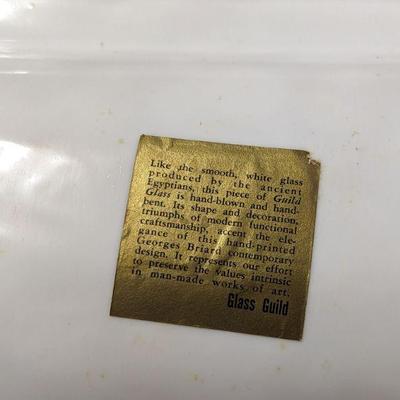 Like the smooth, white glass
produced by the ancient
Egyptians, this piece of Guild
Glass is hand-blown and hand-
bent. Its shape and decoration,
triumphs of modern functional
craftsmanship, accent the ele-
gance of this hand-printed
Georges Briard contemporary
design. It represents our effort
to preserve the values intrinsic
in man-made works of art.
Glass Guild